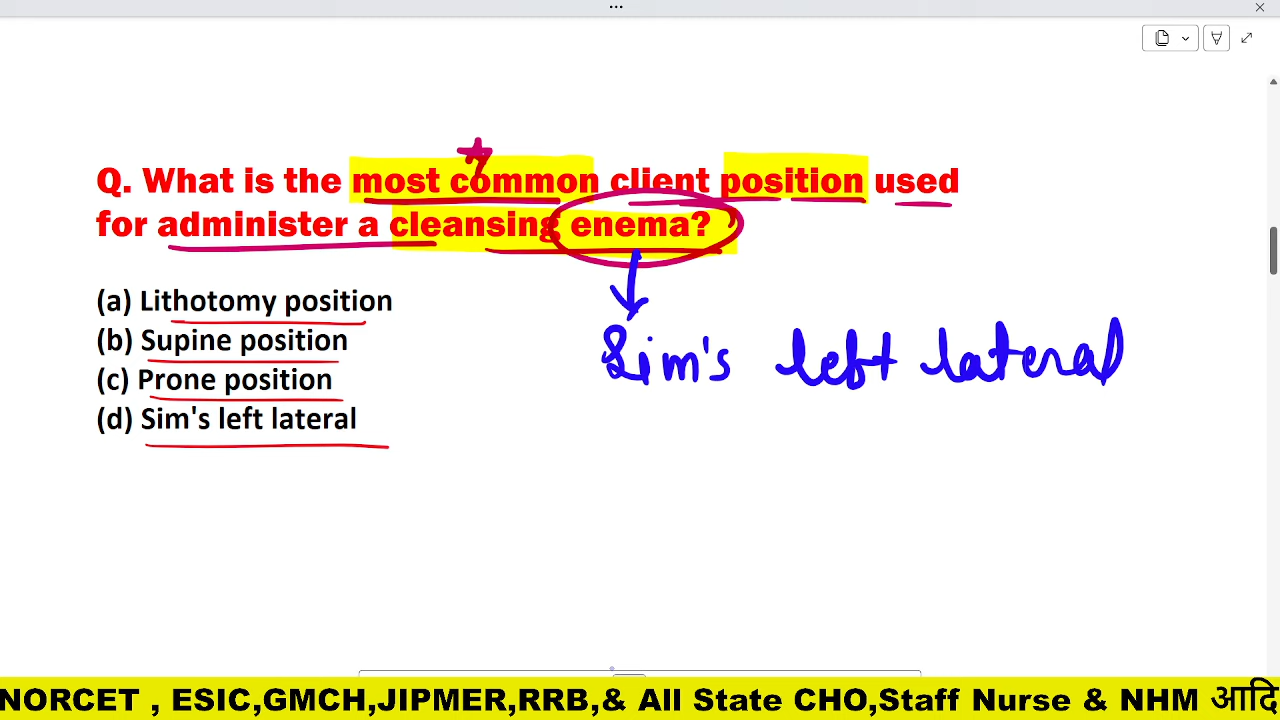 Q. What is the most common client position used
for administer a cleansing enema?
(a) Lithotomy position
(b) Supine position
(c) Prone position
(d) Sim's left lateral
Sim's left lateral
NORCET , ESIC,GMCH,JIPMER,RRB,& All State CHO,Staff Nurse & NHM आदि